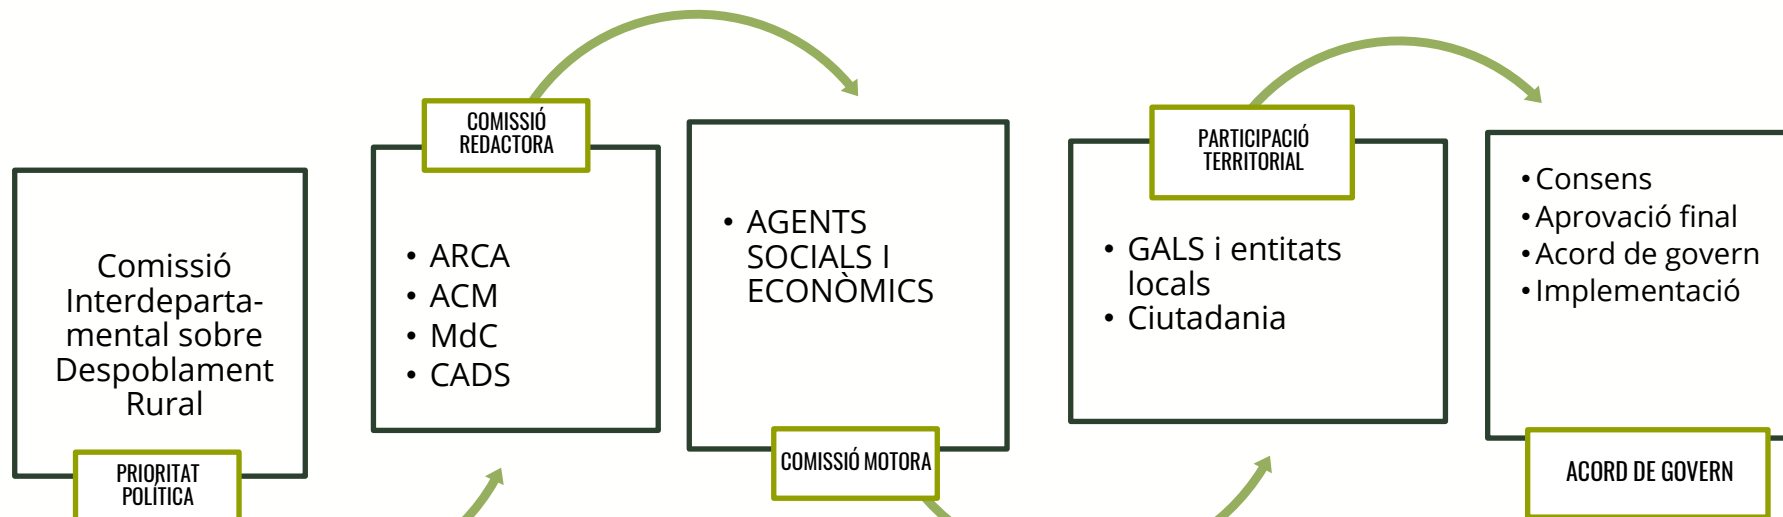 Comissió
Interdeparta-
mental sobre
Despoblament
Rural
PRIORITAT
POLÍTICA
COMISSIÓ
REDACTORA
• ARCA
• ACM
• MdC
• CADS
• AGENTS
SOCIALS I
ECONÒMICS
COMISSIÓ MOTORA
PARTICIPACIÓ
TERRITORIAL
• GALS i entitats
locals
• Ciutadania
• Consens
• Aprovació final
• Acord de govern
• Implementació
ACORD DE GOVERN